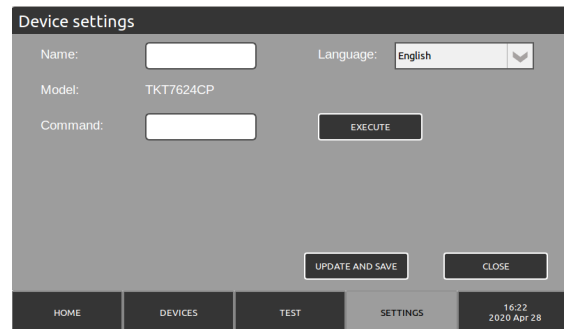 Device settings
Name:
Language: English
Model: TKT7624CP
Command: EXECUTE
UPDATE AND SAVE CLOSE
HOME DEVICES TEST SETTINGS 16:22
2020 Apr 28